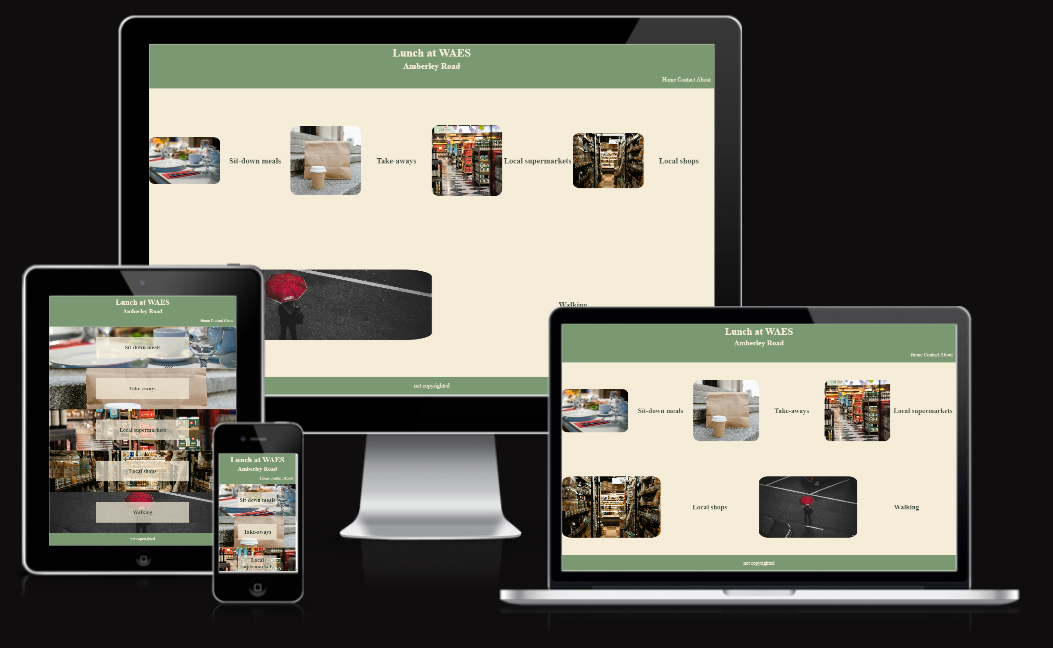 Lunch at WAES
Amberley Road
Home Contact About
Sit-down meals
Take-aways
Local supermarkets
Local shops
Walking
not copyrighted
Lunch at WAES
Amberley Road
Home Contact About
Sit-down meals
Take-aways
Local supermarkets
Local shops
Walking
not copyrighted
Lunch at WAES
Amberley Road
Home Contact About
Sit-down meals
Take-aways
Local
supermarkets
Lunch at WAES
Amberley Road
Home Contact About
Sit-down meals
Take-aways
Local supermarkets
Local shops
Walking
not copyrighted